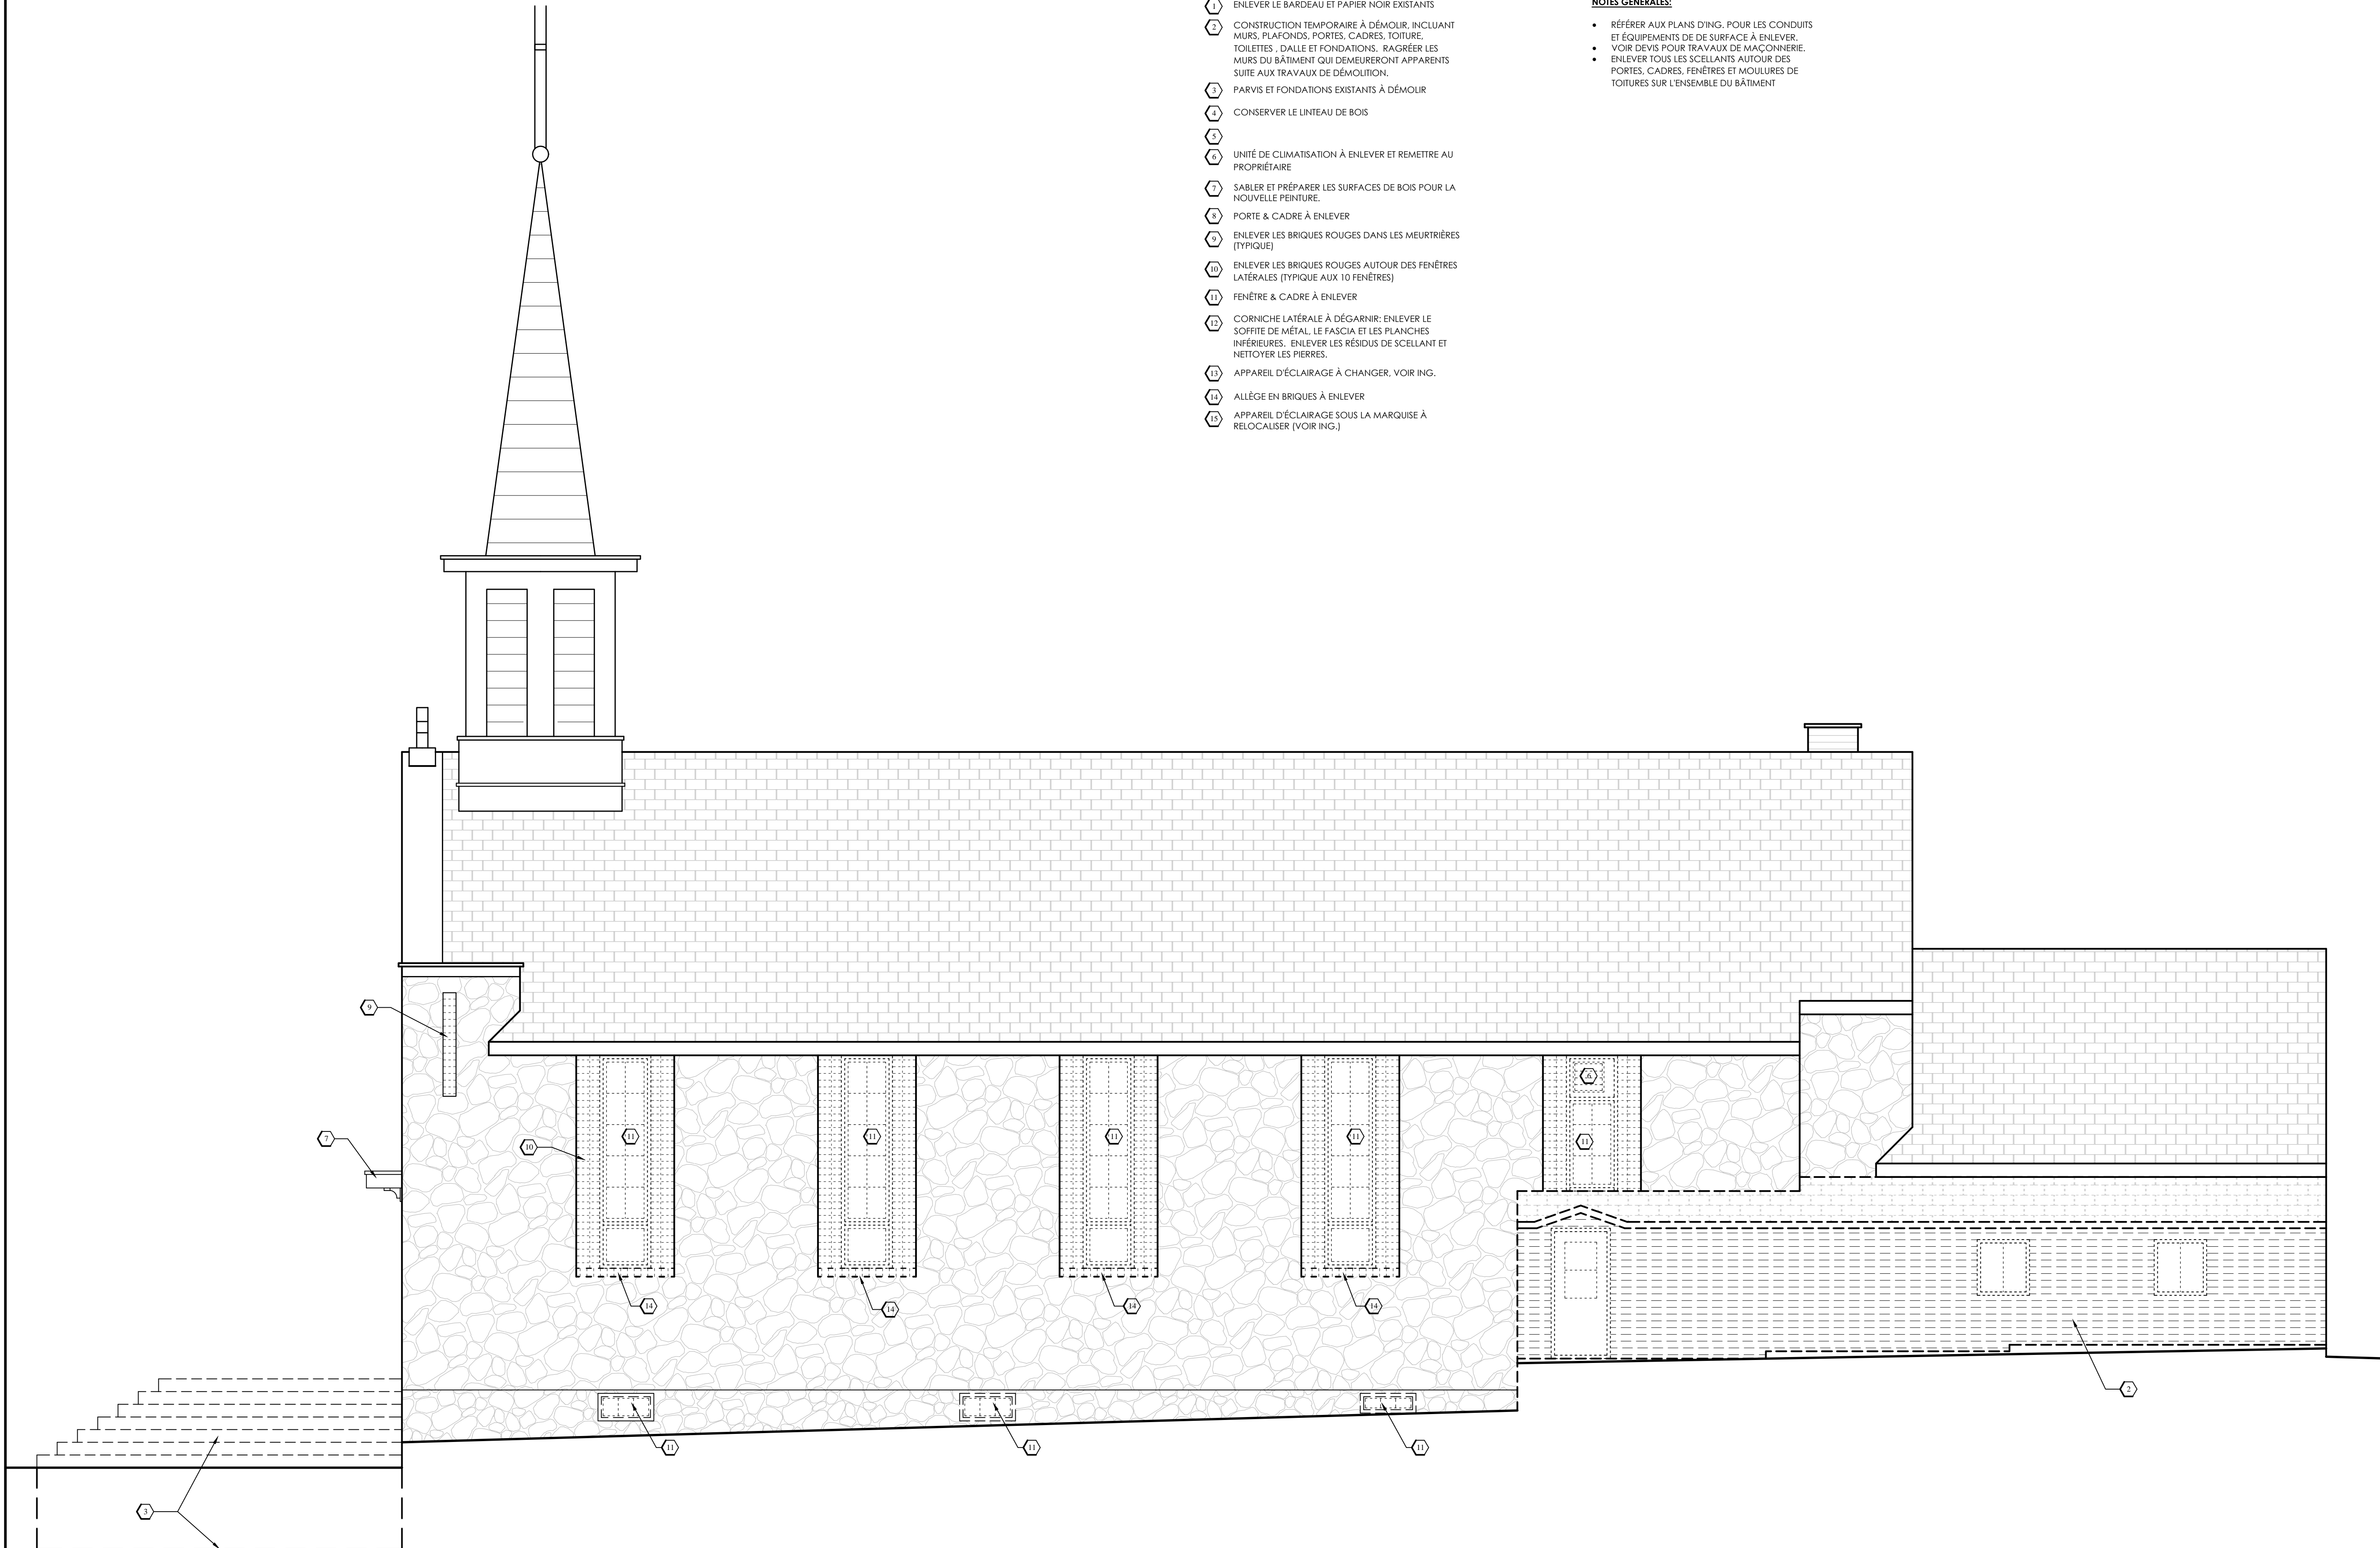 1 ENLEVER LE BARDEAU ET PAPIER NOIR EXISTANTS
2 CONSTRUCTION TEMPORAIRE À DÉMOLIR, INCLUANT
MURS, PLAFONDS, PORTES, CADRES, TOITURE,
TOILETTES , DALLE ET FONDATIONS. RAGRÉER LES
MURS DU BÂTIMENT QUI DEMEURERONT APPARENTS
SUITE AUX TRAVAUX DE DÉMOLITION.
3 PARVIS ET FONDATIONS EXISTANTS À DÉMOLIR
4 CONSERVER LE LINTEAU DE BOIS
5
6 UNITÉ DE CLIMATISATION À ENLEVER ET REMETTRE AU
PROPRIÉTAIRE
7 SABLER ET PRÉPARER LES SURFACES DE BOIS POUR LA
NOUVELLE PEINTURE.
8 PORTE & CADRE À ENLEVER
9 ENLEVER LES BRIQUES ROUGES DANS LES MEURTRIÈRES
(TYPIQUE)
10 ENLEVER LES BRIQUES ROUGES AUTOUR DES FENÊTRES
LATÉRALES (TYPIQUE AUX 10 FENÊTRES)
11 FENÊTRE & CADRE À ENLEVER
12 CORNICHE LATÉRALE À DÉGARNIR: ENLEVER LE
SOFFITE DE MÉTAL, LE FASCIA ET LES PLANCHES
INFÉRIEURES. ENLEVER LES RÉSIDUS DE SCELLANT ET
NETTOYER LES PIERRES.
13 APPAREIL D'ÉCLAIRAGE À CHANGER, VOIR ING.
14 ALLÈGE EN BRIQUES À ENLEVER
15 APPAREIL D'ÉCLAIRAGE SOUS LA MARQUISE À
RELOCALISER (VOIR ING.)
NOTES GÉNÉRALES:
• RÉFÉRER AUX PLANS D'ING. POUR LES CONDUITS
ET ÉQUIPEMENTS DE DE SURFACE À ENLEVER.
• VOIR DEVIS POUR TRAVAUX DE MAÇONNERIE.
• ENLEVER TOUS LES SCELLANTS AUTOUR DES
PORTES, CADRES, FENÊTRES ET MOULURES DE
TOITURES SUR L'ENSEMBLE DU BÂTIMENT
9
6
7
10
11
11
11
11
11
14
14
14
14
2
11
11
11
3